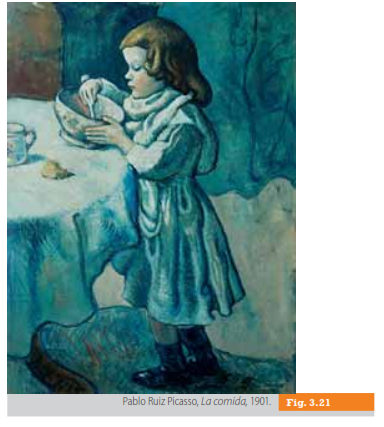 Pablo Ruiz Picasso, La comida, 1901. Fig. 3.21